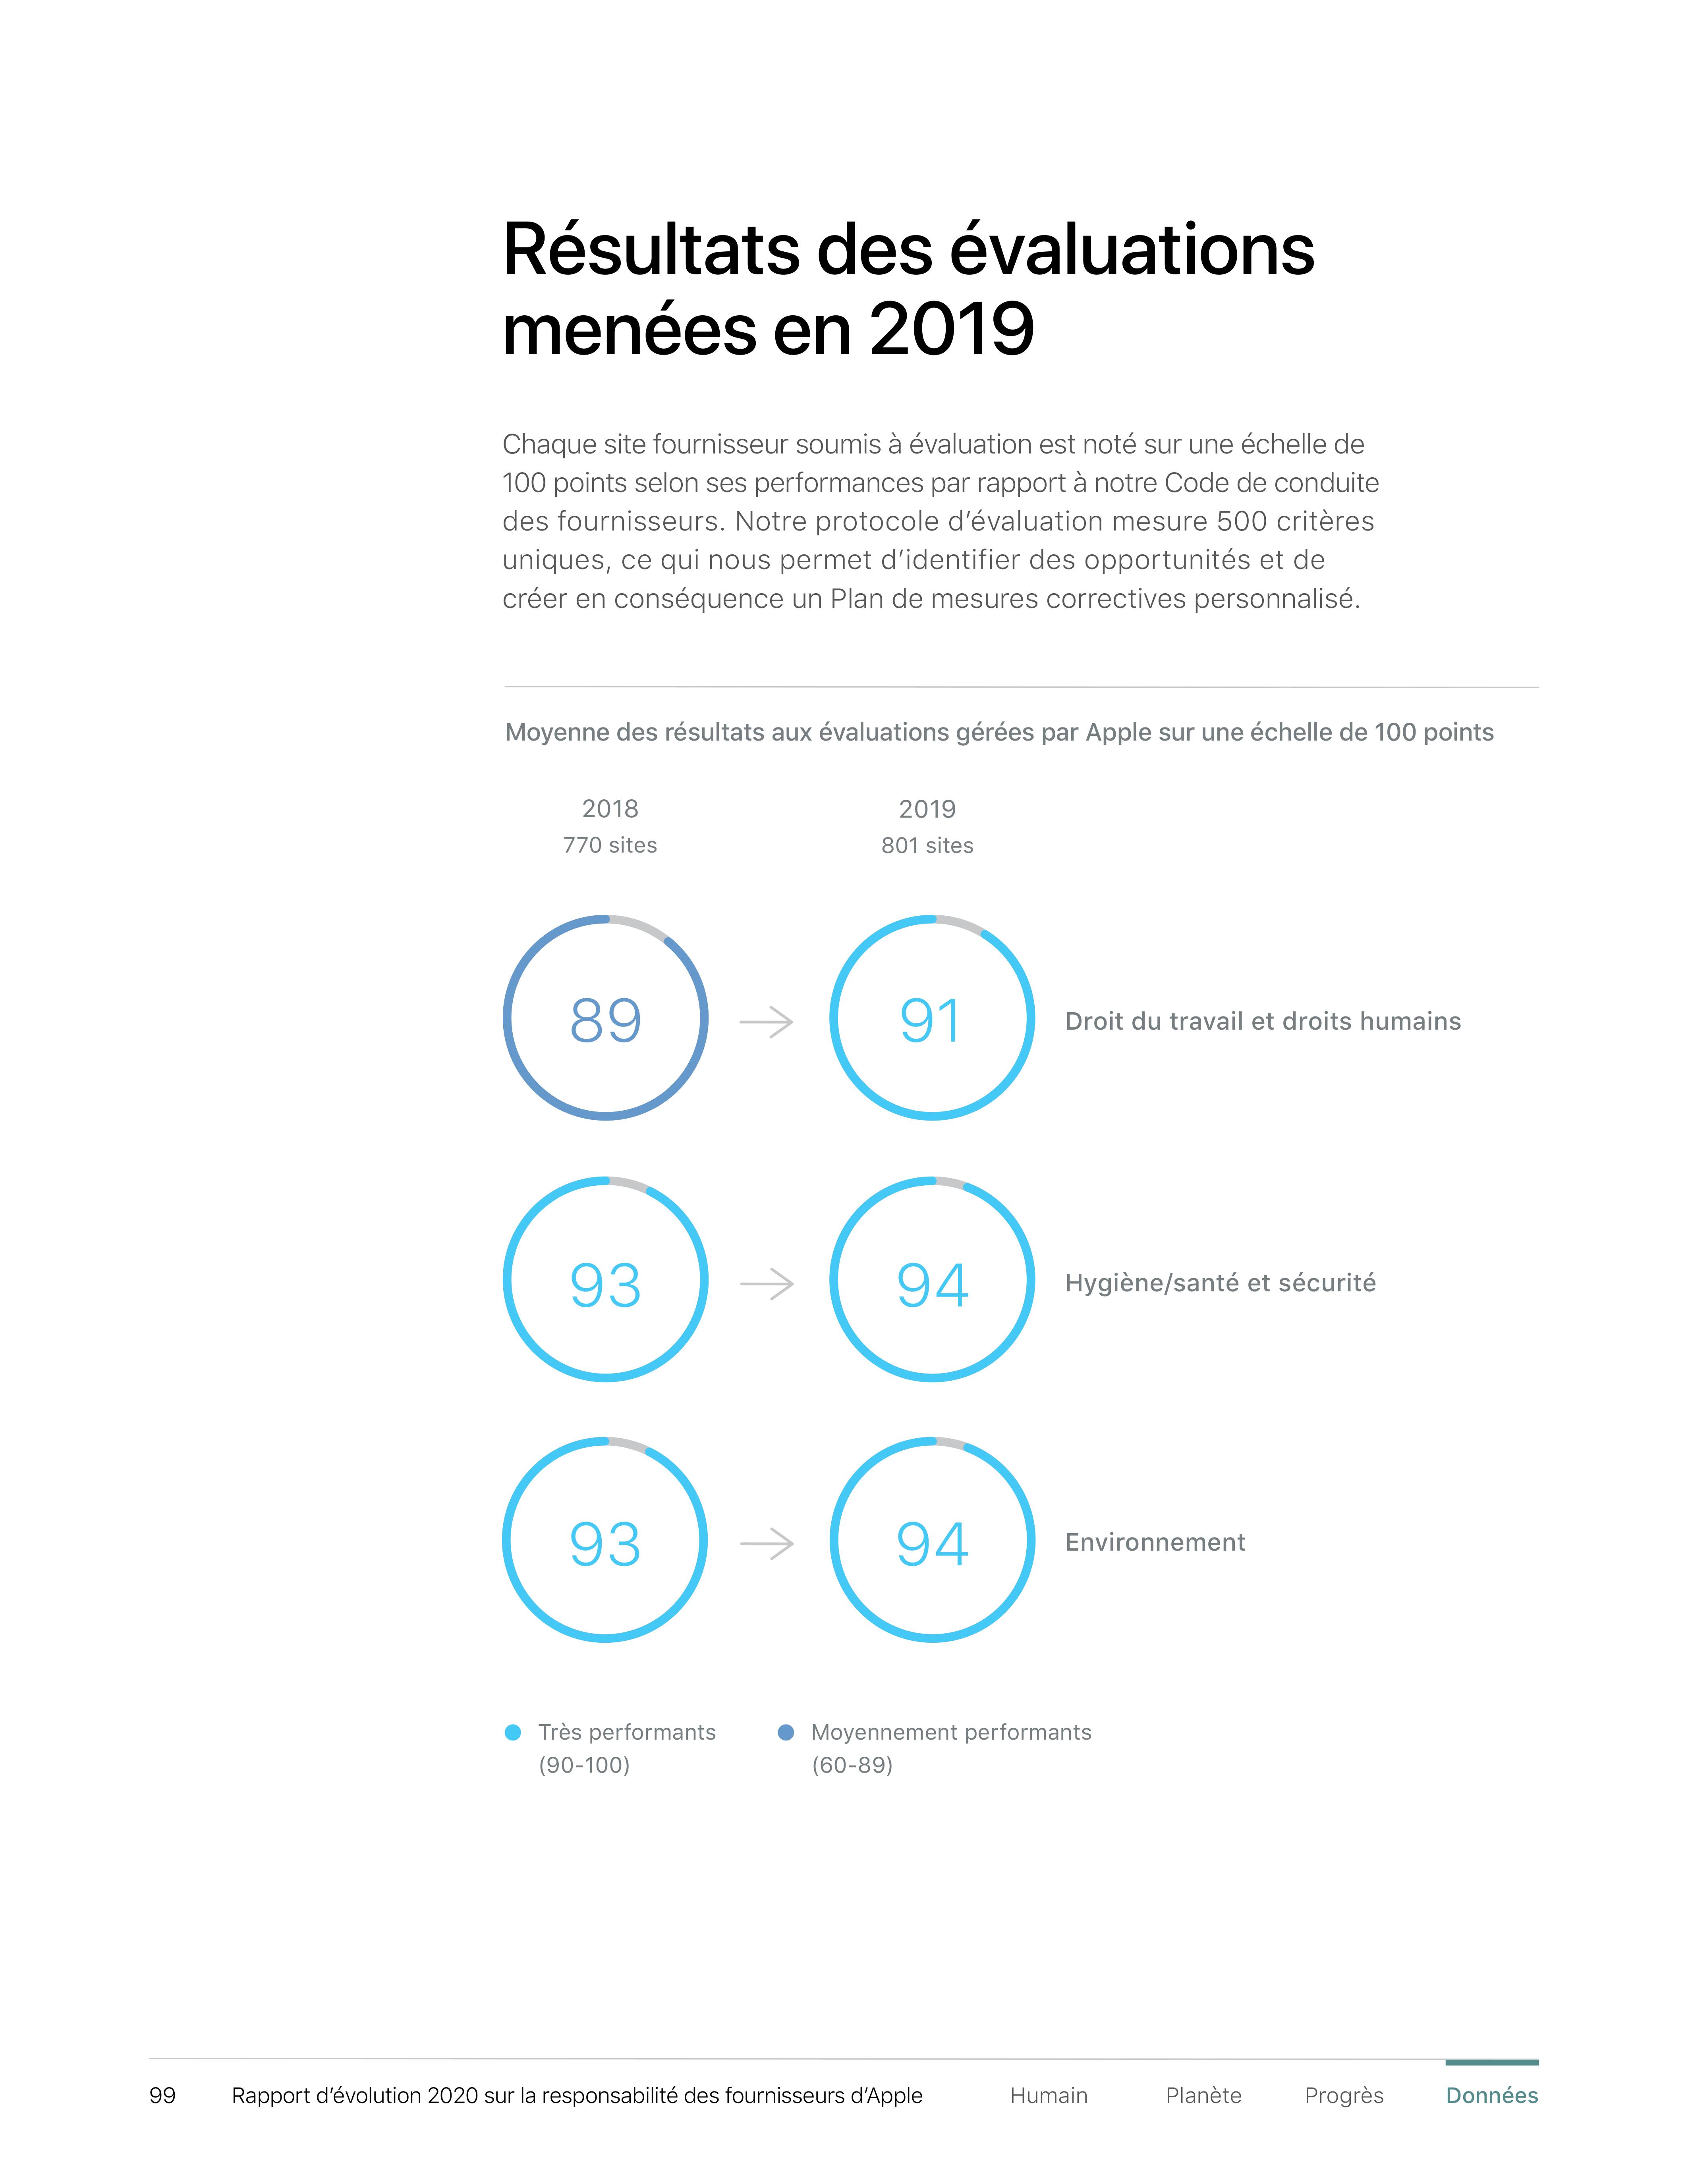 Résultats des évaluations
menées en 2019
Chaque site fournisseur soumis à évaluation est noté sur une échelle de
100 points selon ses performances par rapport à notre Code de conduite
des fournisseurs. Notre protocole d’évaluation mesure 500 critères
uniques, ce qui nous permet d’identifier des opportunités et de
créer en conséquence un Plan de mesures correctives personnalisé.
Moyenne des résultats aux évaluations gérées par Apple sur une échelle de 100 points
2018 2019
770 sites 801 sites
89 91 Droit du travail et droits humains
93 94 Hygiène/santé et sécurité
93 94 Environnement
Très performants Moyennement performants
(90-100) (60-89)
99 Rapport d’évolution 2020 sur la responsabilité des fournisseurs d’Apple Humain Planète Progrès Données